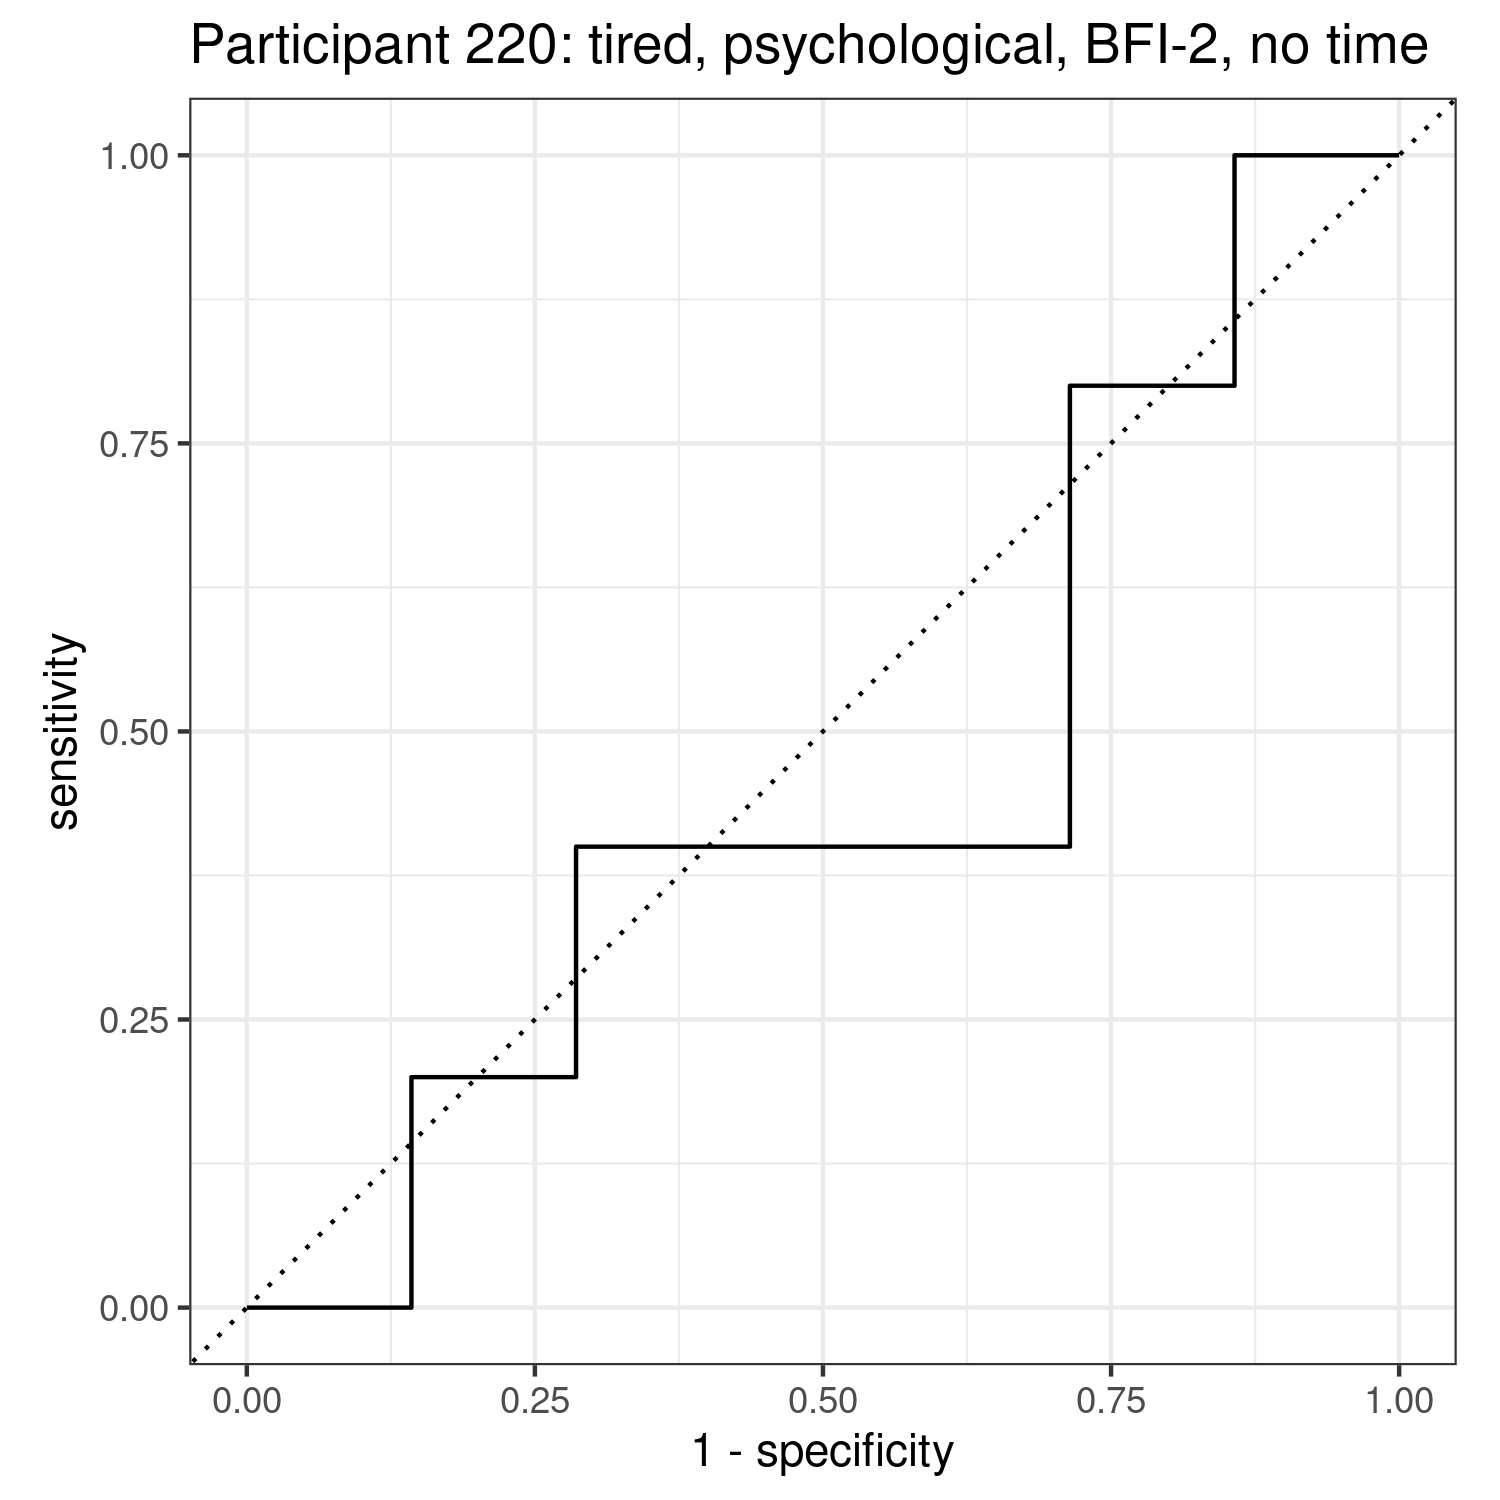 Participant 220: tired, psychological, BFI-2, no time
1.00
0.75
0.50
0.25
0.00
sensitivity
0.00 0.25 0.50 0.75 1.00
1 - specificity